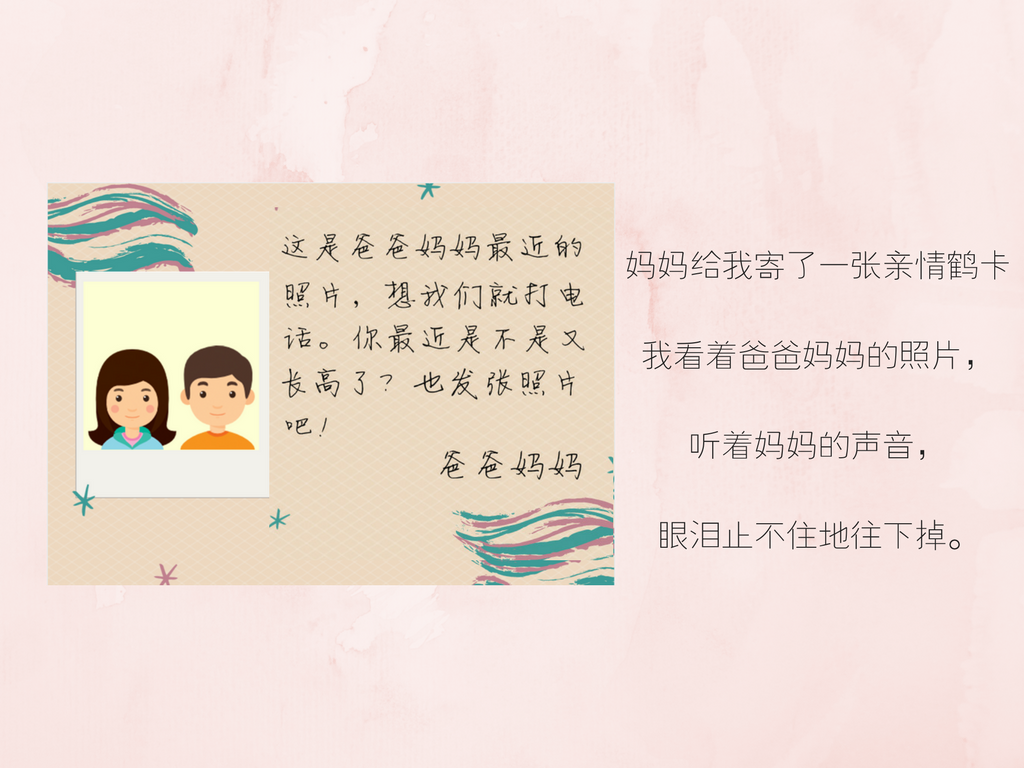 这是爸爸妈妈最近的
照片，想我们就打电
话。你最近是不是又
长高了？也发张照片
吧！
爸爸妈妈
妈妈给我寄了一张亲情鹤卡
我看着爸爸妈妈的照片，
听着妈妈的声音，
眼泪止不住地往下掉。